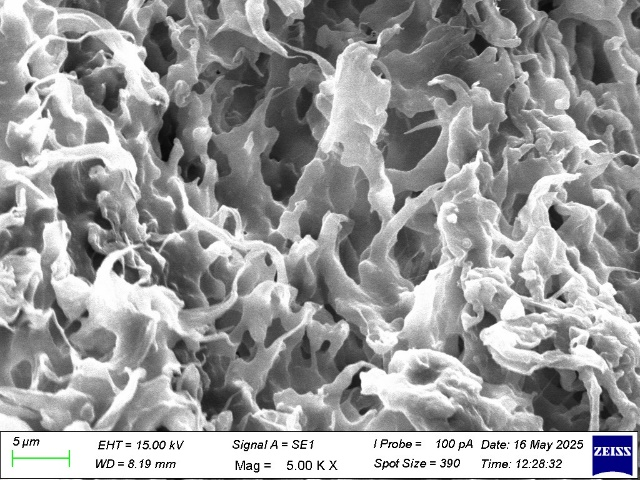 5 µm
EHT = 15.00 kV
Signal A = SE1
I Probe = 100 pA
Date: 16 May 2025
WD = 8.19 mm
Mag = 5.00 K X
Spot Size = 390
Time: 12:28:32
ZEISS